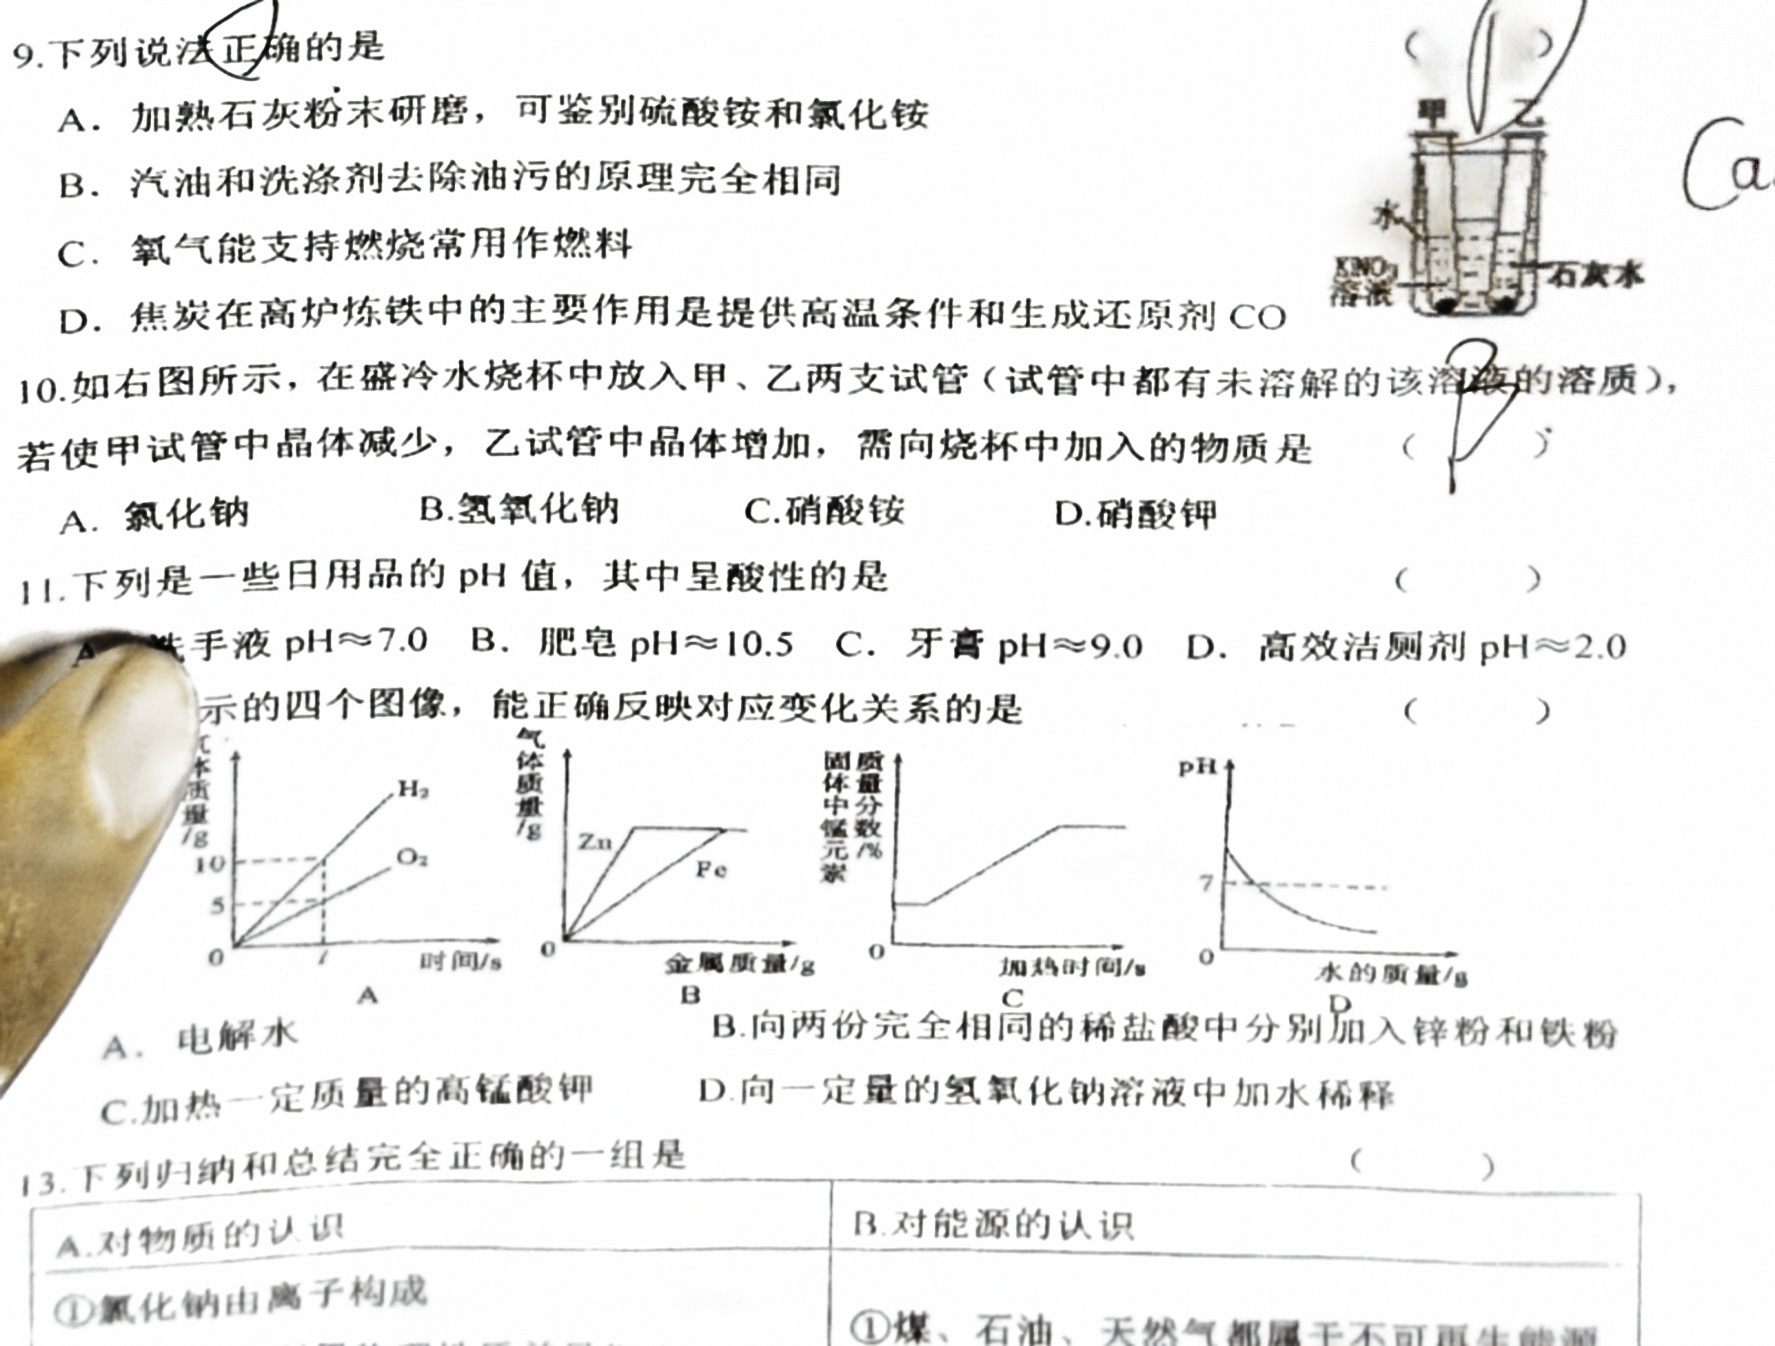 9.下列说法正确的是
A. 加熟石灰粉末研磨，可鉴别硫酸铵和氯化铵
B. 汽油和洗涤剂去除油污的原理完全相同
C. 氧气能支持燃烧常用作燃料
D. 焦炭在高炉炼铁中的主要作用是提供高温条件和生成还原剂 CO
( )
甲 乙
水
KNO₃
溶液
石灰水
Ca
10.如右图所示，在盛冷水烧杯中放入甲、乙两支试管（试管中都有未溶解的该溶液的溶质），
若使甲试管中晶体减少，乙试管中晶体增加，需向烧杯中加入的物质是 ( )
A. 氯化钠 B.氢氧化钠 C.硝酸铵 D.硝酸钾
11.下列是一些日用品的 pH 值，其中呈酸性的是 ( )
A 洗手液 pH≈7.0 B. 肥皂 pH≈10.5 C. 牙膏 pH≈9.0 D. 高效洁厕剂 pH≈2.0
示的四个图像，能正确反映对应变化关系的是 ( )
气体质量/g
H₂
O₂
10
5
0
t
时间/s
A
气体质量/g
Zn
Fe
0
金属质量/g
B
固体中锰元素
质量分数/%
0
加热时间/s
C
pH
7
0
水的质量/g
D
A. 电解水 B.向两份完全相同的稀盐酸中分别加入锌粉和铁粉
C.加热一定质量的高锰酸钾 D.向一定量的氢氧化钠溶液中加水稀释
13.下列归纳和总结完全正确的一组是 ( )
A.对物质的认识 B.对能源的认识
①氯化钠由离子构成
①煤、石油、天然气都属于不可再生能源